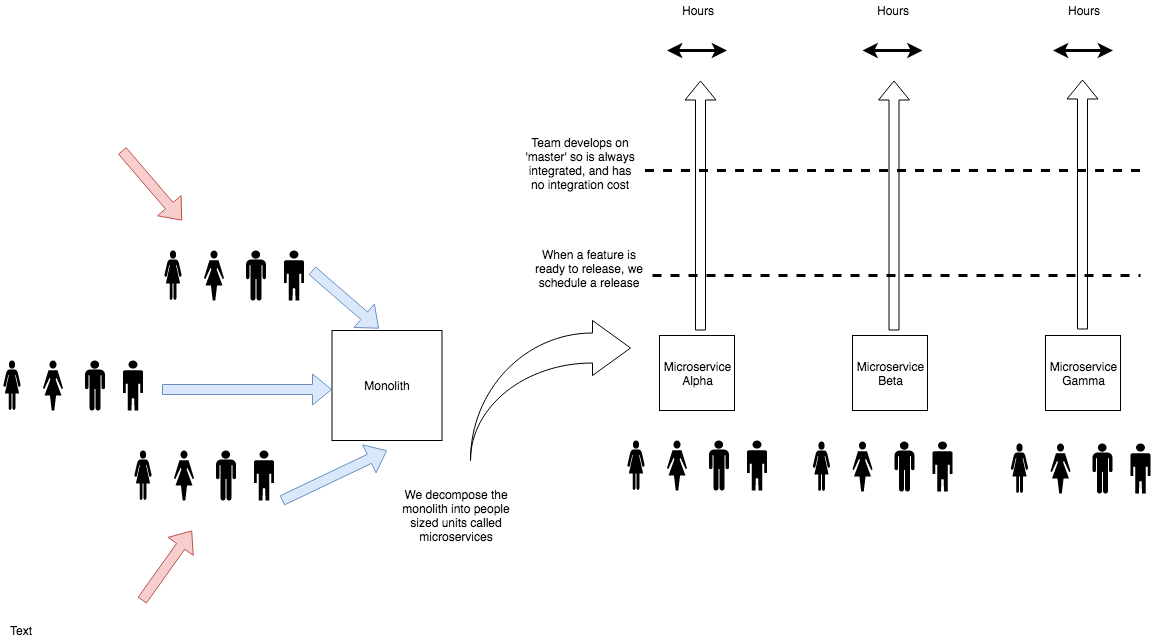 Hours
Hours
Hours
Team develops on
'master' so is always
integrated, and has
no integration cost
When a feature is
ready to release, we
schedule a release
Monolith
Microservice
Alpha
Microservice
Beta
Microservice
Gamma
We decompose the
monolith into people
sized units called
microservices
Text